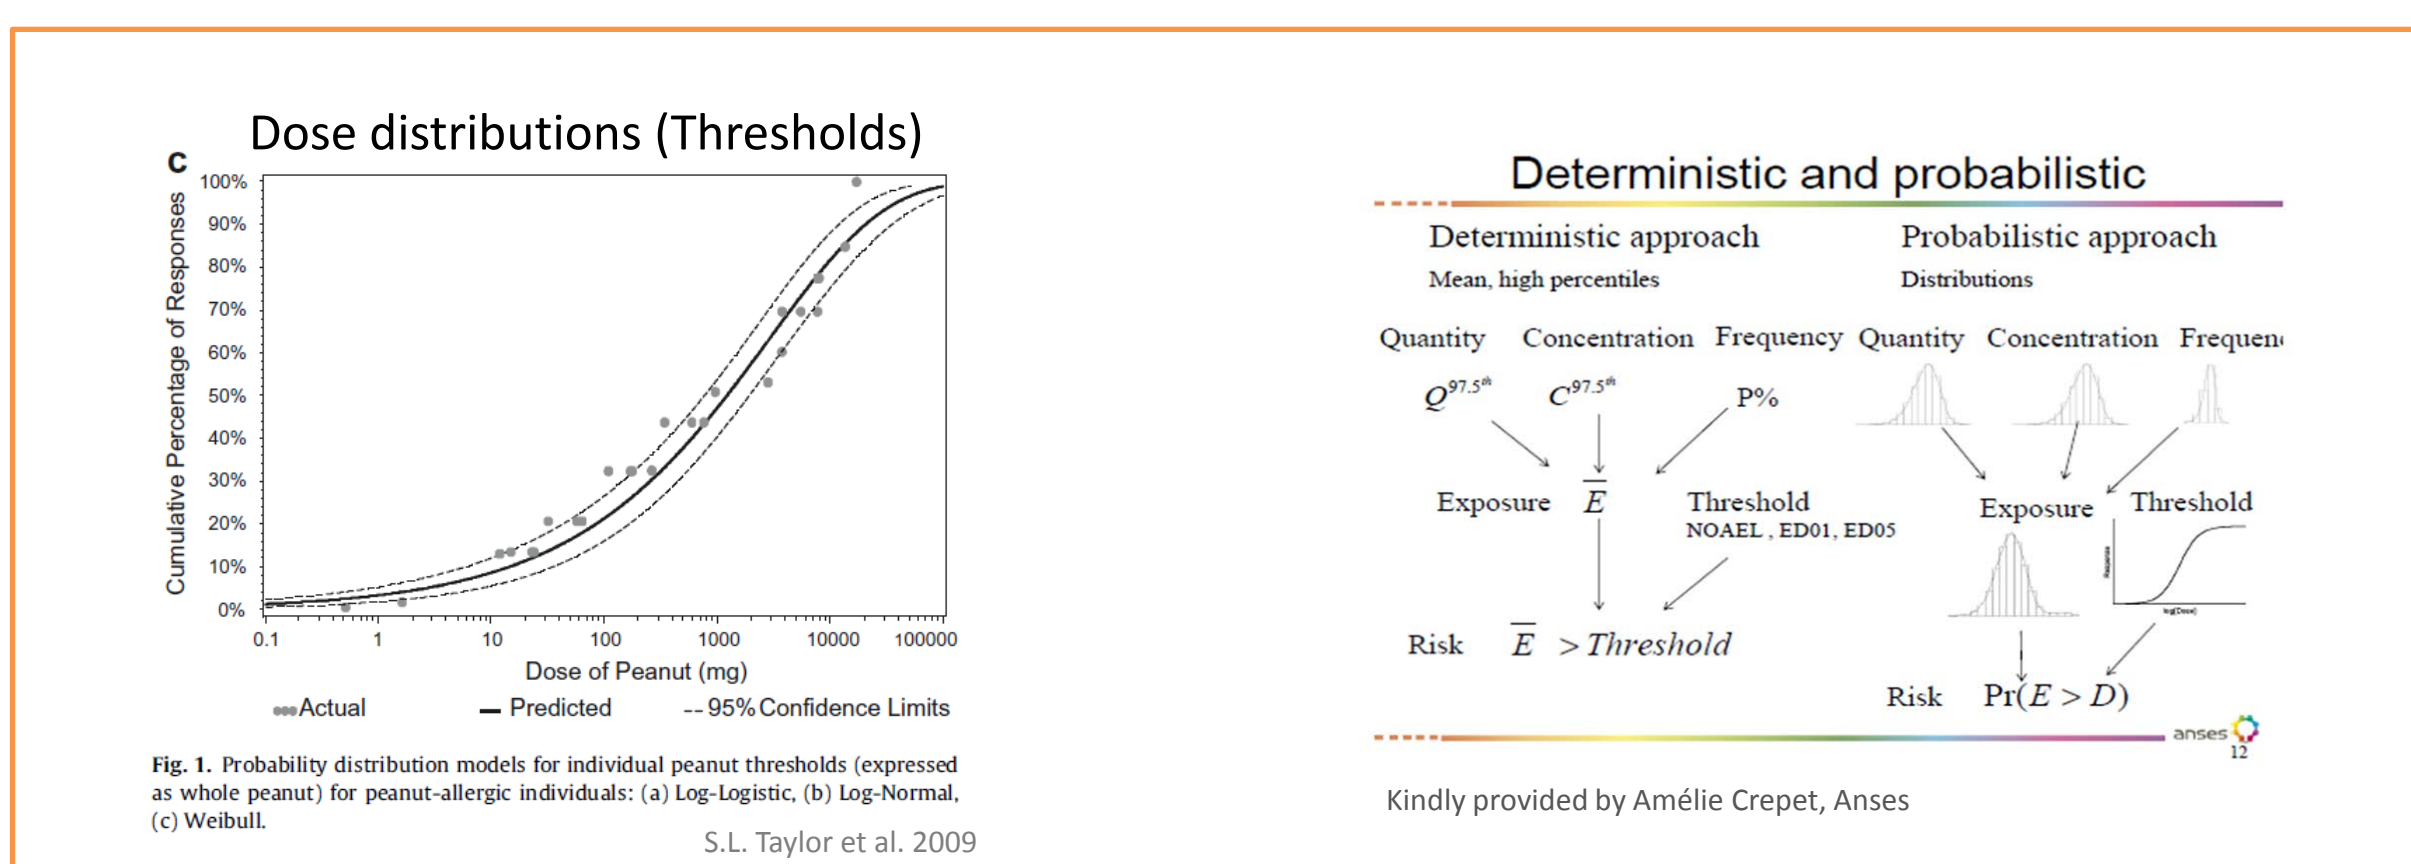 Dose distributions (Thresholds)
C
Cumulative Percentage of Responses
100%
90%
80%
70%
60%
50%
40%
30%
20%
10%
0%
0.1 1 10 100 1000 10000 100000
Dose of Peanut (mg)
Actual Predicted 95% Confidence Limits
Fig. 1. Probability distribution models for individual peanut thresholds (expressed
as whole peanut) for peanut-allergic individuals: (a) Log-Logistic, (b) Log-Normal,
(c) Weibull.
S.L. Taylor et al. 2009
Deterministic and probabilistic
Deterministic approach
Mean, high percentiles
Quantity Concentration Frequency
Q97.5th C97.5th P%
Exposure E Threshold
NOAEL , ED01, ED05
Risk E > Threshold
Probabilistic approach
Distributions
Quantity Concentration Frequen
Exposure Threshold
Response
log(Dose)
Risk Pr(E > D)
anses
12
Kindly provided by Amélie Crepet, Anses